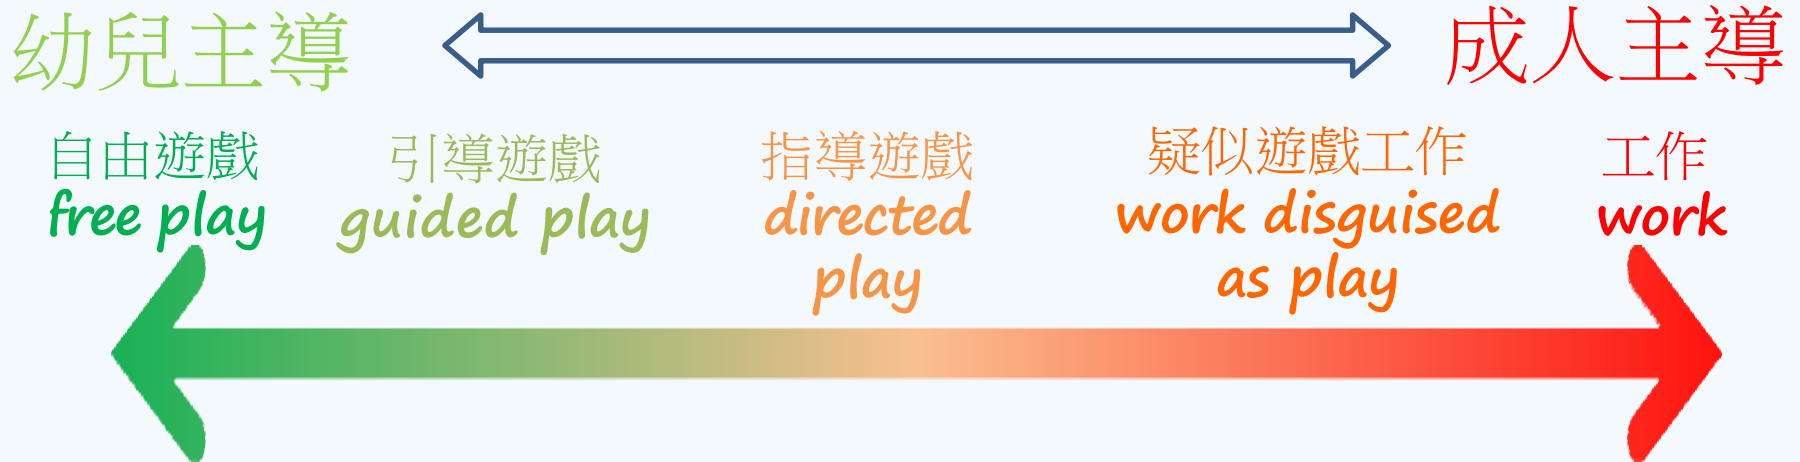 幼兒主導
成人主導
自由遊戲
free play
引導遊戲
guided play
指導遊戲
directed
play
疑似遊戲工作
work disguised
as play
工作
work